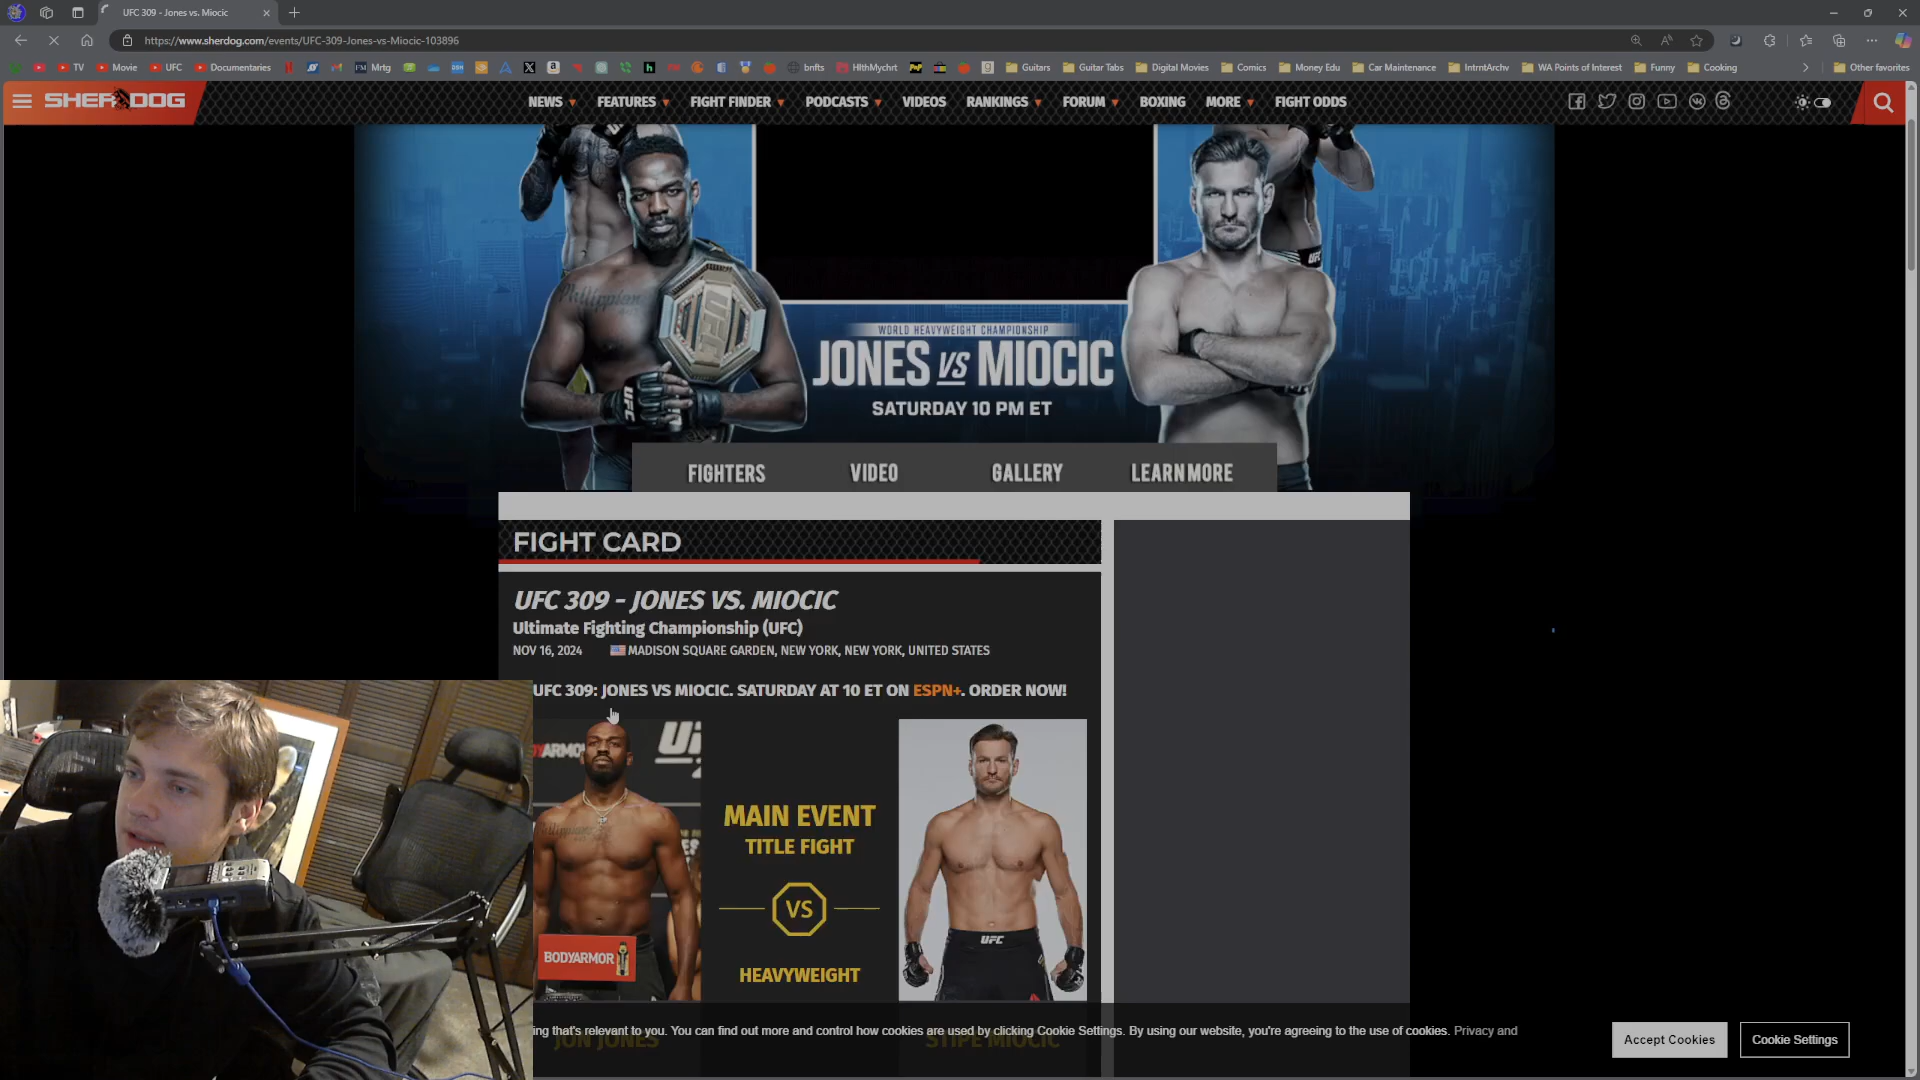 UFC 309 - Jones vs. Miocic
https://www.sherdog.com/events/UFC-309-Jones-vs-Miocic-103896
TV
Movie
UFC
Documentaries
Mrtg
bnfts
HlthMychrt
Guitars
Guitar Tabs
Digital Movies
Comics
Money Edu
Car Maintenance
IntrntArchv
WA Points of Interest
Funny
Cooking
Other favorites
SHERDOG
NEWS
FEATURES
FIGHT FINDER
PODCASTS
VIDEOS
RANKINGS
FORUM
BOXING
MORE
FIGHT ODDS
WORLD HEAVYWEIGHT CHAMPIONSHIP
JONES VS MIOCIC
SATURDAY 10 PM ET
FIGHTERS
VIDEO
GALLERY
LEARN MORE
FIGHT CARD
UFC 309 - JONES VS. MIOCIC
Ultimate Fighting Championship (UFC)
NOV 16, 2024
MADISON SQUARE GARDEN, NEW YORK, NEW YORK, UNITED STATES
UFC 309: JONES VS MIOCIC. SATURDAY AT 10 ET ON ESPN+. ORDER NOW!
MAIN EVENT
TITLE FIGHT
VS
HEAVYWEIGHT
BODYARMOR
UFC
JON JONES
STIPE MIOCIC
ing that's relevant to you. You can find out more and control how cookies are used by clicking Cookie Settings. By using our website, you're agreeing to the use of cookies. Privacy and
Accept Cookies
Cookie Settings